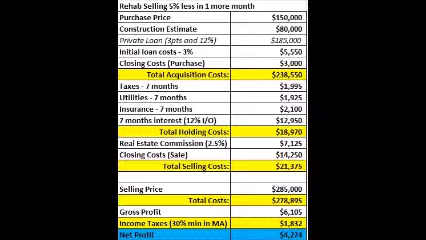 Rehab Selling 5% less in 1 more month
Purchase Price $150,000
Construction Estimate $80,000
Private Loan (3pts and 12%) $185,000
Initial loan costs - 3% $5,550
Closing Costs (Purchase) $3,000
Total Acquisition Costs: $238,550
Taxes - 7 months $1,995
Utilities - 7 months $1,925
Insurance - 7 months $2,100
7 months interest (12% I/O) $12,950
Total Holding Costs: $18,970
Real Estate Commission (2.5%) $7,125
Closing Costs (Sale) $14,250
Total Selling Costs: $21,375
Selling Price $285,000
Total Costs: $278,895
Gross Profit $6,105
Income Taxes (30% min in MA) $1,832
Net Profit $4,274